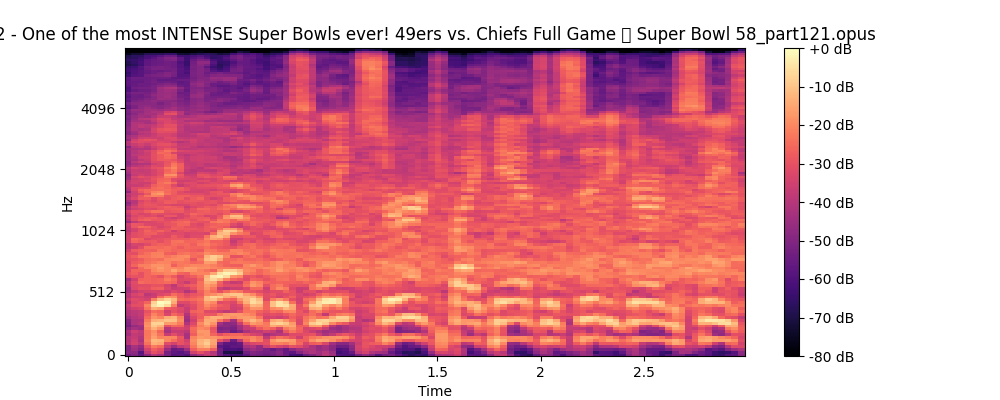 2 - One of the most INTENSE Super Bowls ever! 49ers vs. Chiefs Full Game 🏈 Super Bowl 58_part121.opus
+0 dB
-10 dB
-20 dB
-30 dB
-40 dB
-50 dB
-60 dB
-70 dB
-80 dB
4096
2048
1024
512
0
Hz
0
0.5
1
1.5
2
2.5
Time